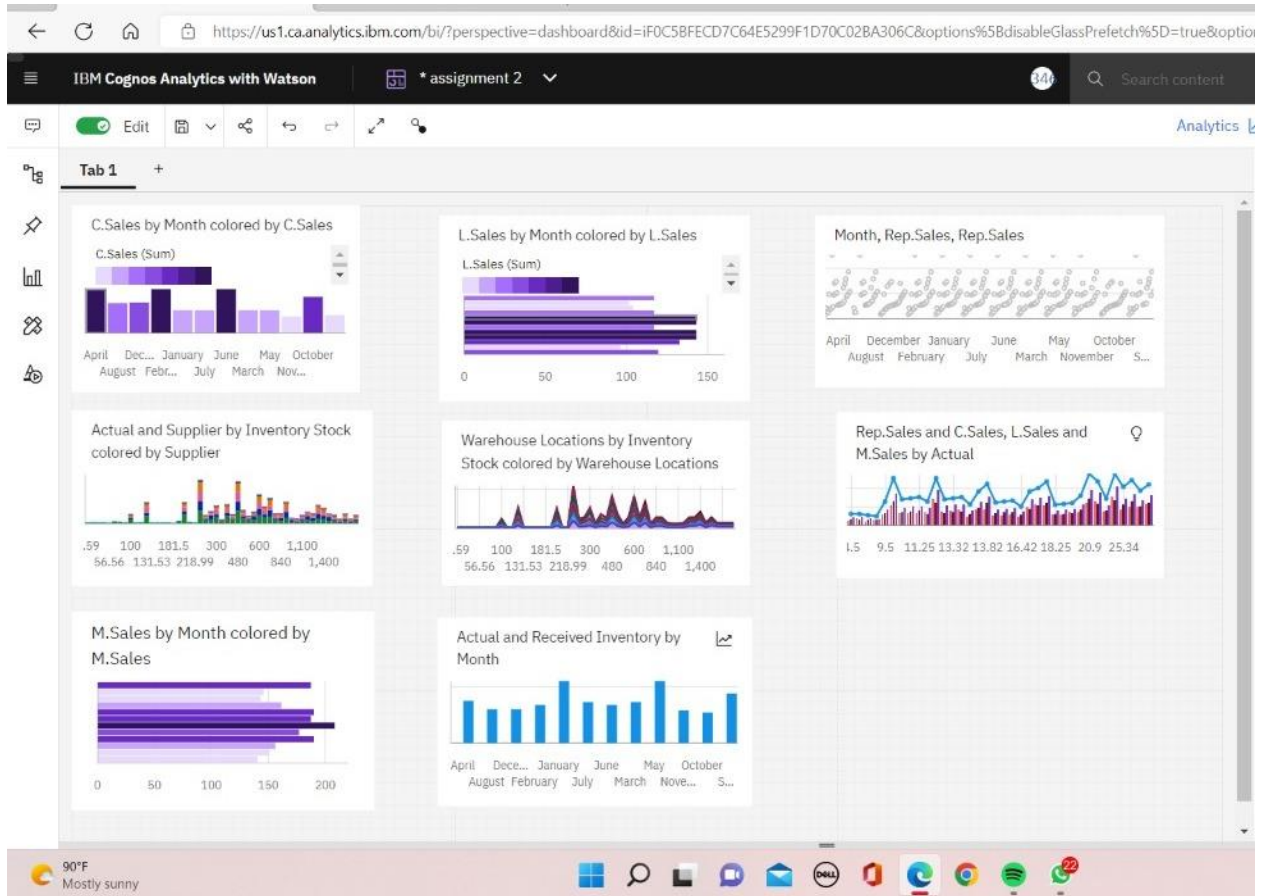 https://us1.ca.analytics.ibm.com/bi/?perspective=dashboard&id=iF0C5BFECD7C64E5299F1D70C02BA306C&options%5BdisableGlassPrefetch%5D=true&optio
IBM Cognos Analytics with Watson
* assignment 2
346
Search content
Edit
Analytics
Tab 1 +
C.Sales by Month colored by C.Sales
C.Sales (Sum)
April Dec... January June May October
August Febr... July March Nov...
L.Sales by Month colored by L.Sales
L.Sales (Sum)
0 50 100 150
Month, Rep.Sales, Rep.Sales
April December January June May October
August February July March November S...
Actual and Supplier by Inventory Stock
colored by Supplier
.59 100 181.5 300 600 1,100
56.56 131.53 218.99 480 840 1,400
Warehouse Locations by Inventory
Stock colored by Warehouse Locations
.59 100 181.5 300 600 1,100
56.56 131.53 218.99 480 840 1,400
Rep.Sales and C.Sales, L.Sales and
M.Sales by Actual
9.5 11.25 13.32 13.82 16.42 18.25 20.9 25.34
M.Sales by Month colored by
M.Sales
0 50 100 150 200
Actual and Received Inventory by
Month
April Dece... January June May October
August February July March Nove... S...
90°F
Mostly sunny
DELL
22